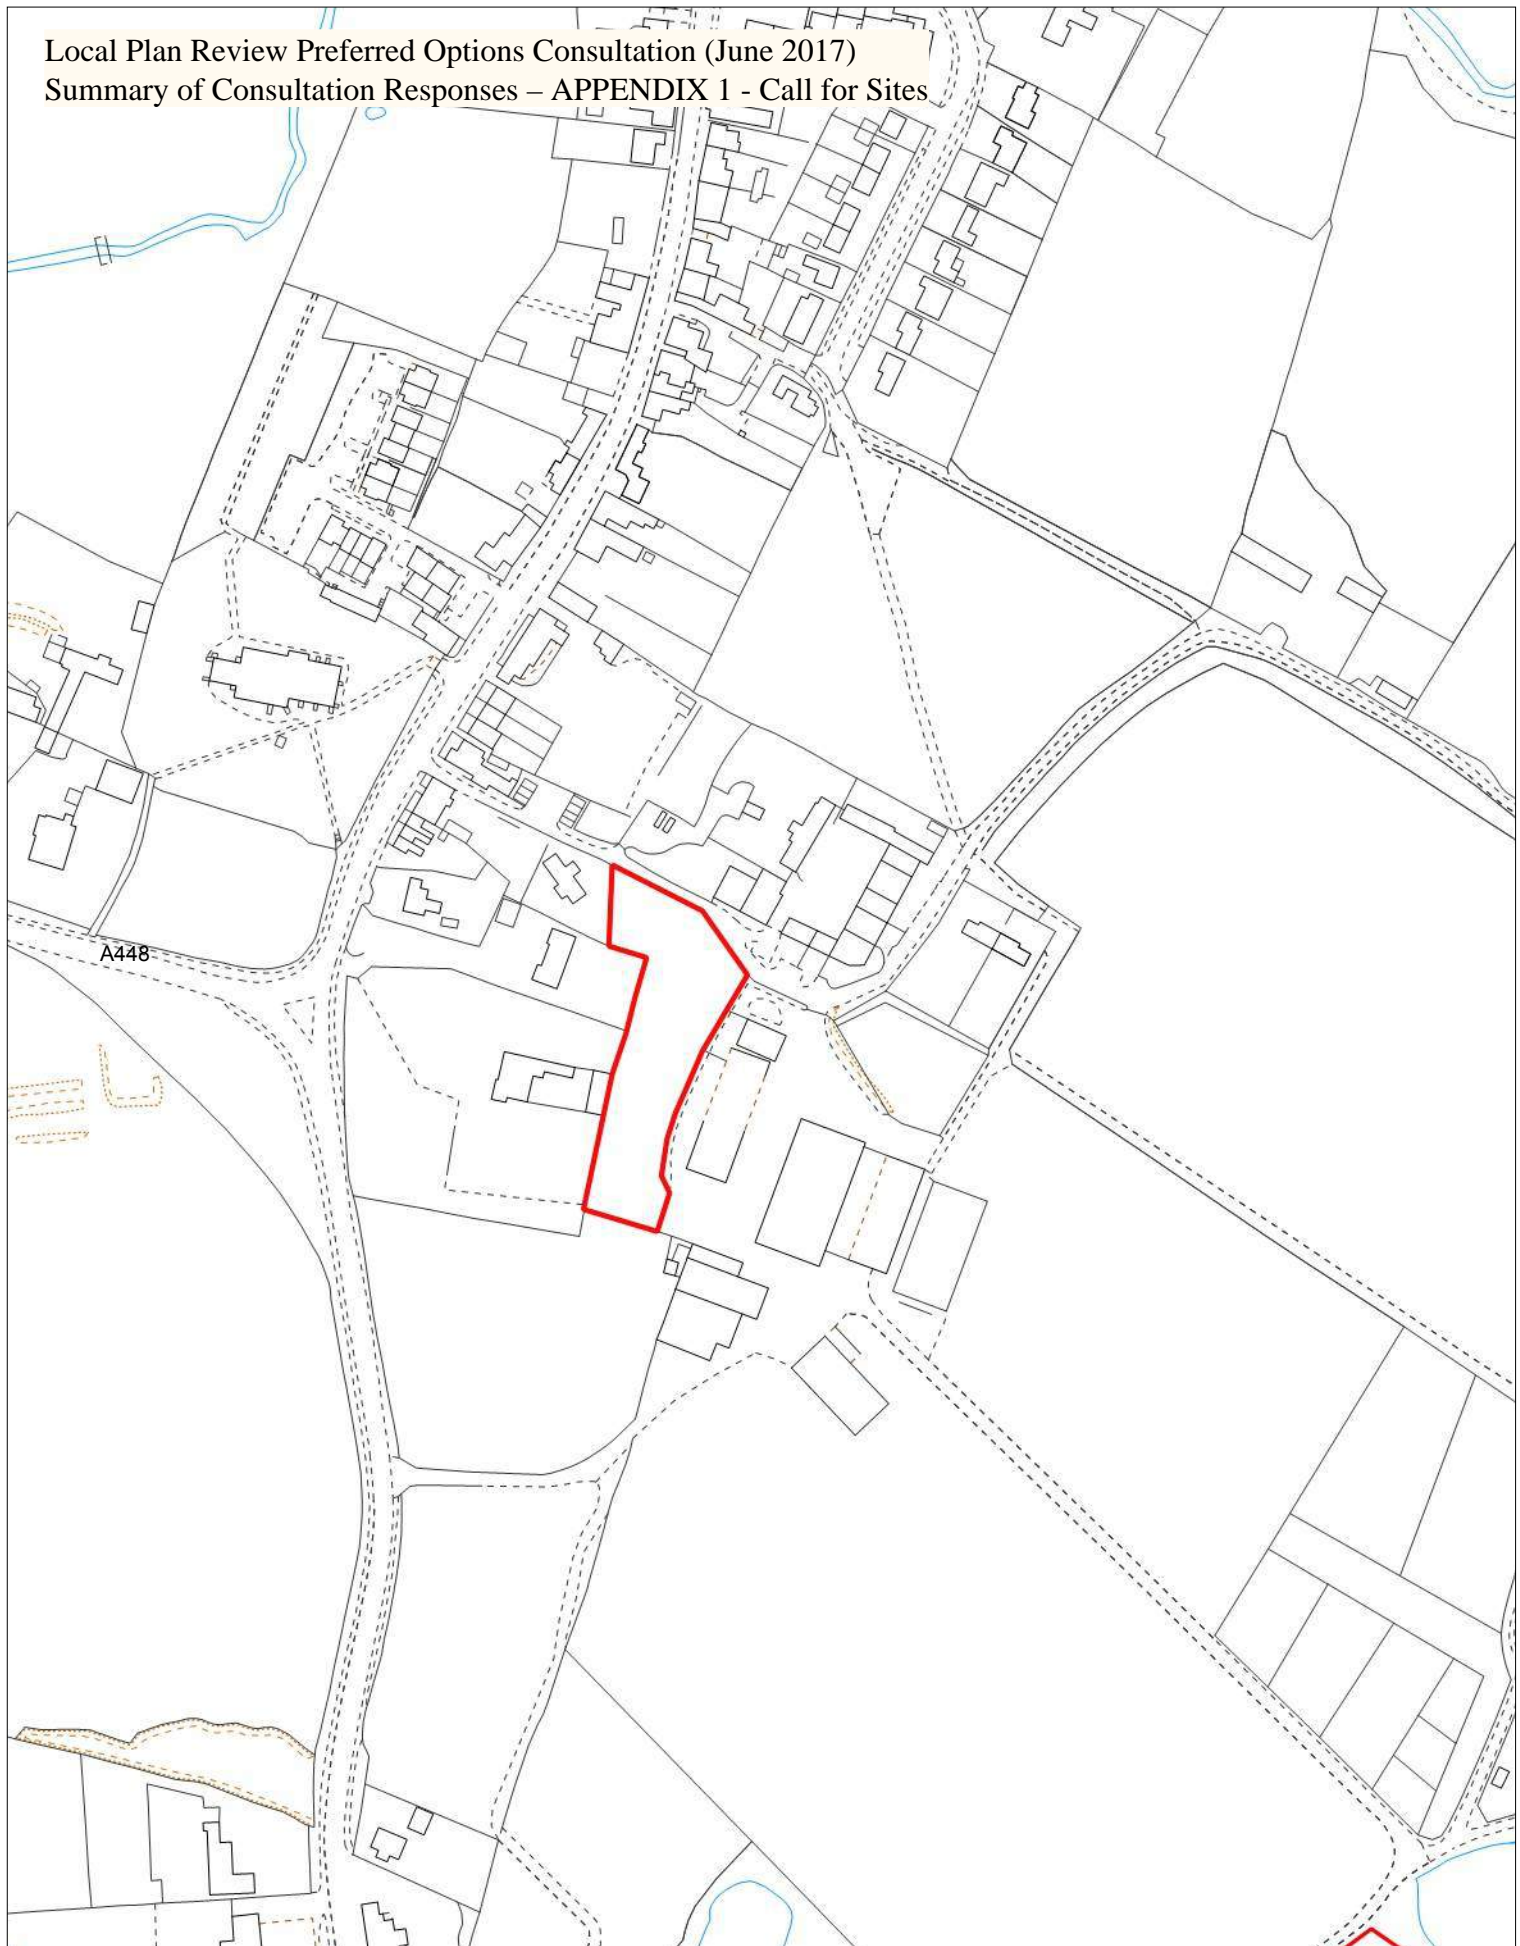 Local Plan Review Preferred Options Consultation (June 2017)
Summary of Consultation Responses – APPENDIX 1 - Call for Sites
A448